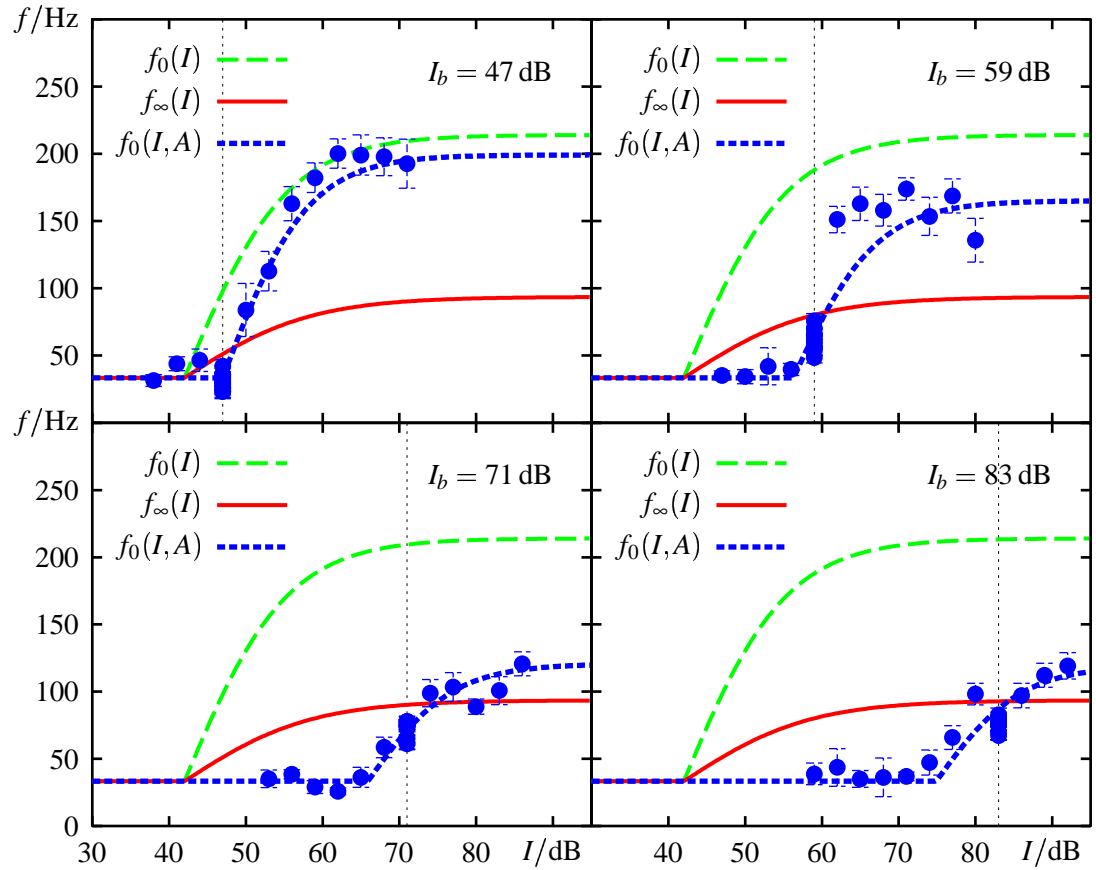 f/Hz
250
200
150
100
50
f₀(I)
f∞(I)
f₀(I,A)
I_b = 47 dB
f₀(I)
f∞(I)
f₀(I,A)
I_b = 59 dB
f/Hz
250
200
150
100
50
0
f₀(I)
f∞(I)
f₀(I,A)
I_b = 71 dB
f₀(I)
f∞(I)
f₀(I,A)
I_b = 83 dB
30 40 50 60 70 80 I/dB
40 50 60 70 80 I/dB